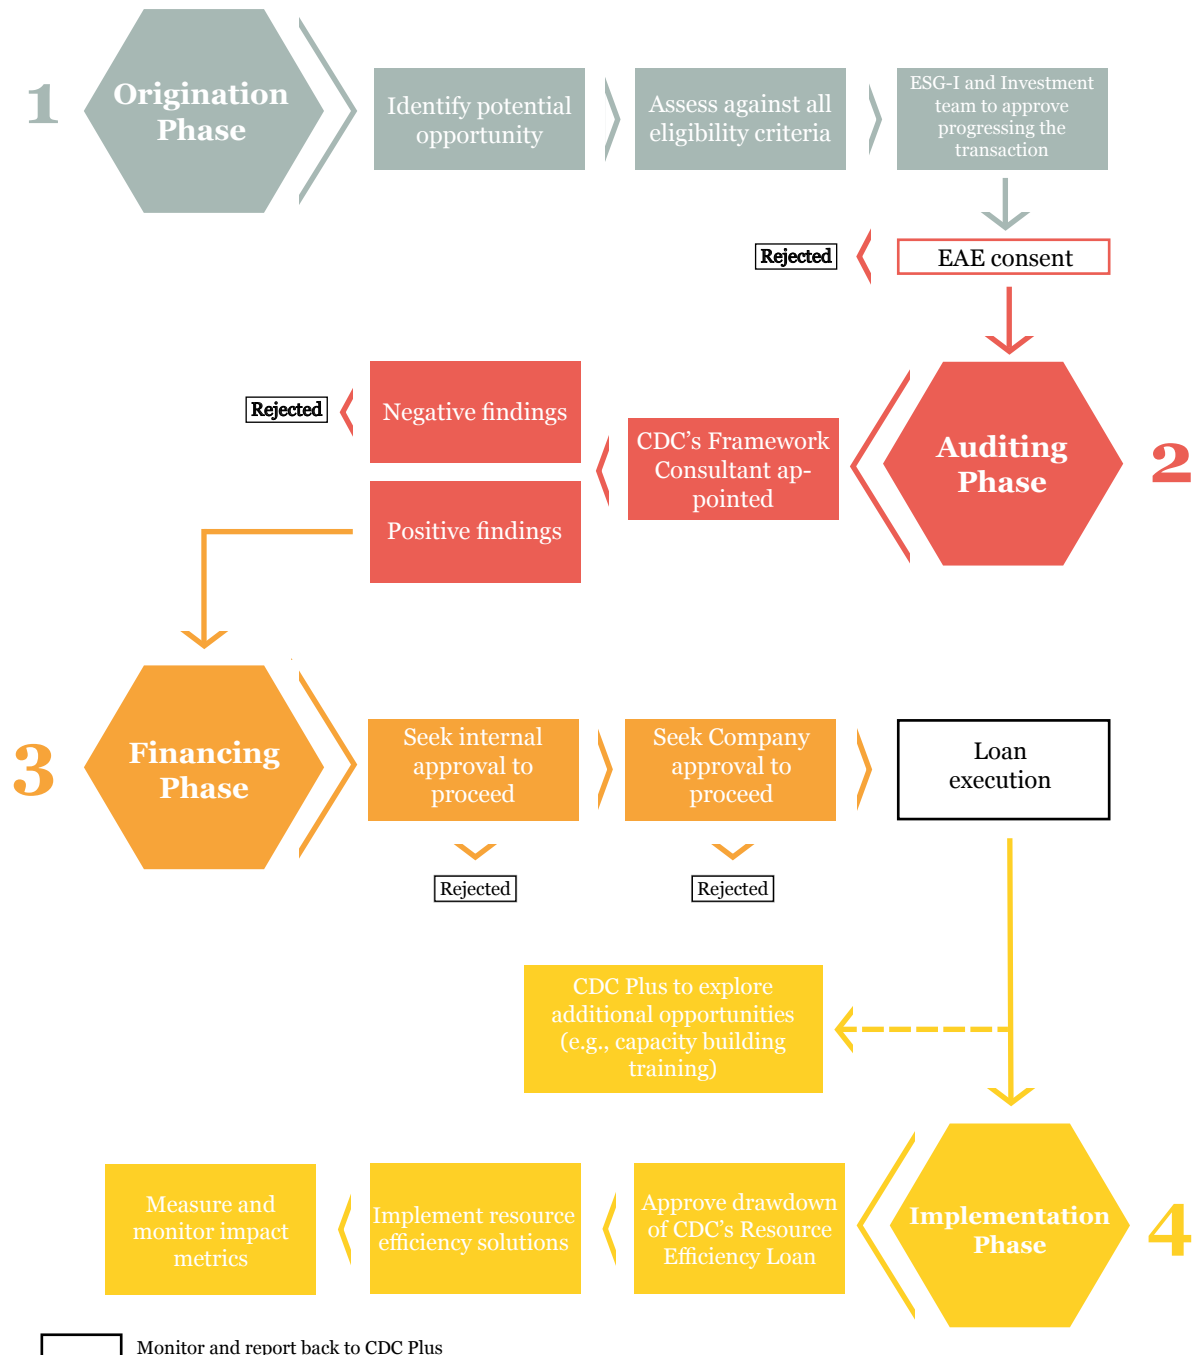 1
Origination
Phase
Identify potential
opportunity
Assess against all
eligibility criteria
ESG-I and Investment
team to approve
progressing the
transaction
Rejected
EAE consent
2
Auditing
Phase
CDC's Framework
Consultant ap-
pointed
Negative findings
Rejected
Positive findings
3
Financing
Phase
Seek internal
approval to
proceed
Seek Company
approval to
proceed
Loan
execution
Rejected
Rejected
CDC Plus to explore
additional opportunities
(e.g., capacity building
training)
4
Implementation
Phase
Approve drawdown
of CDC's Resource
Efficiency Loan
Implement resource
efficiency solutions
Measure and
monitor impact
metrics
Monitor and report back to CDC Plus